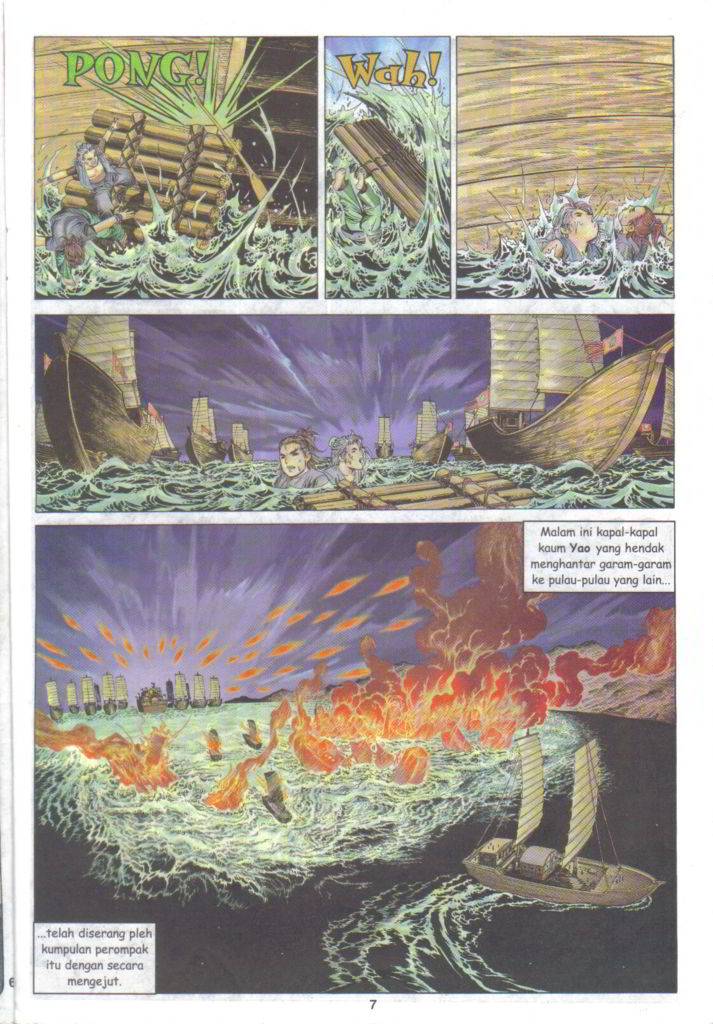 PONG!
Wah!
Malam ini kapal-kapal
kaum Yao yang hendak
menghantar garam-garam
ke pulau-pulau yang lain...
...telah diserang pleh
kumpulan perompak
itu dengan secara
mengejut.
6
7